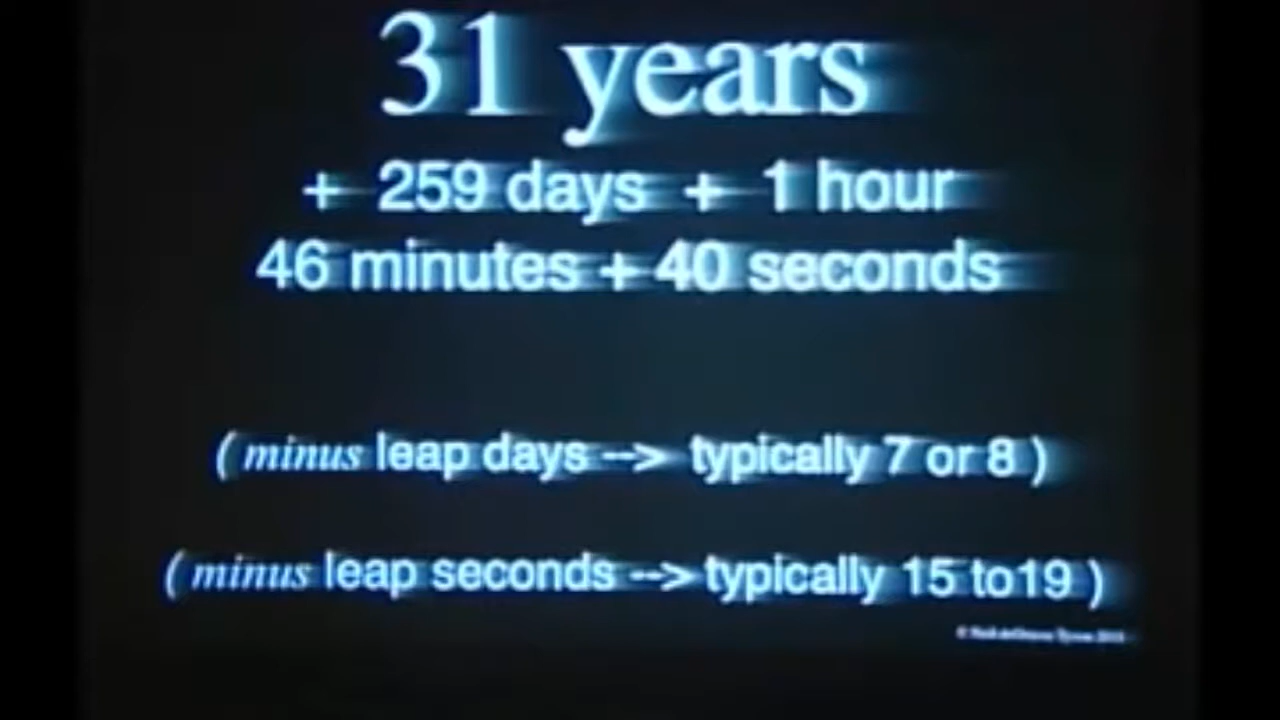 31 years
+ 259 days + 1 hour
46 minutes + 40 seconds
( minus leap days --> typically 7 or 8 )
( minus leap seconds --> typically 15 to19 )